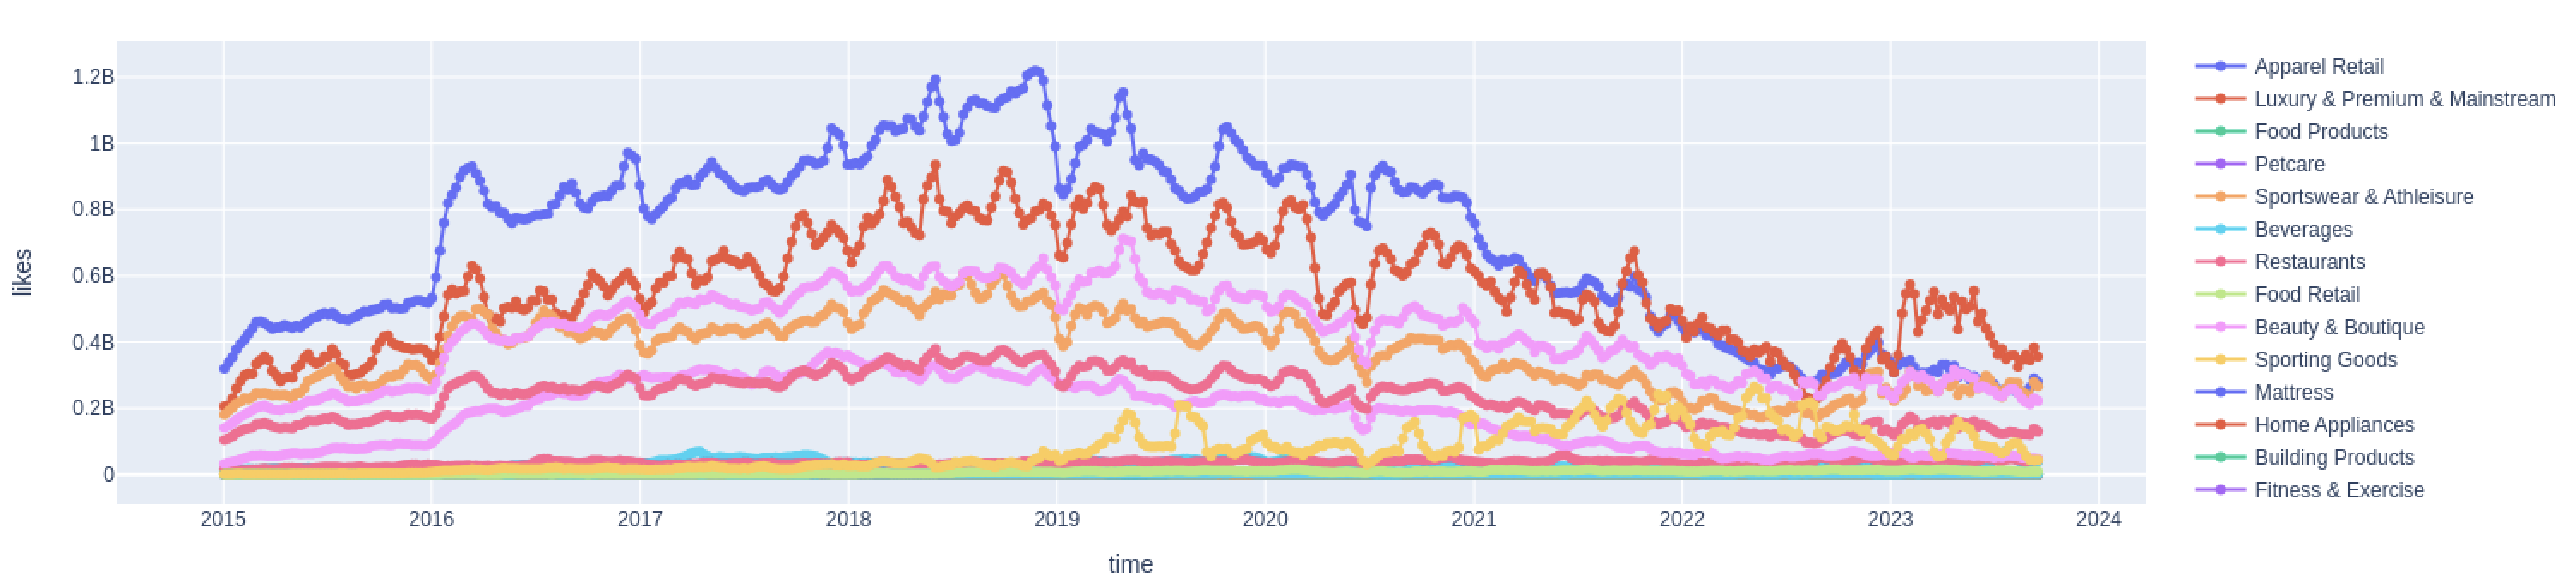 1.2B
1B
0.8B
0.6B
0.4B
0.2B
0
likes
2015 2016 2017 2018 2019 2020 2021 2022 2023 2024
time
Apparel Retail
Luxury & Premium & Mainstream
Food Products
Petcare
Sportswear & Athleisure
Beverages
Restaurants
Food Retail
Beauty & Boutique
Sporting Goods
Mattress
Home Appliances
Building Products
Fitness & Exercise